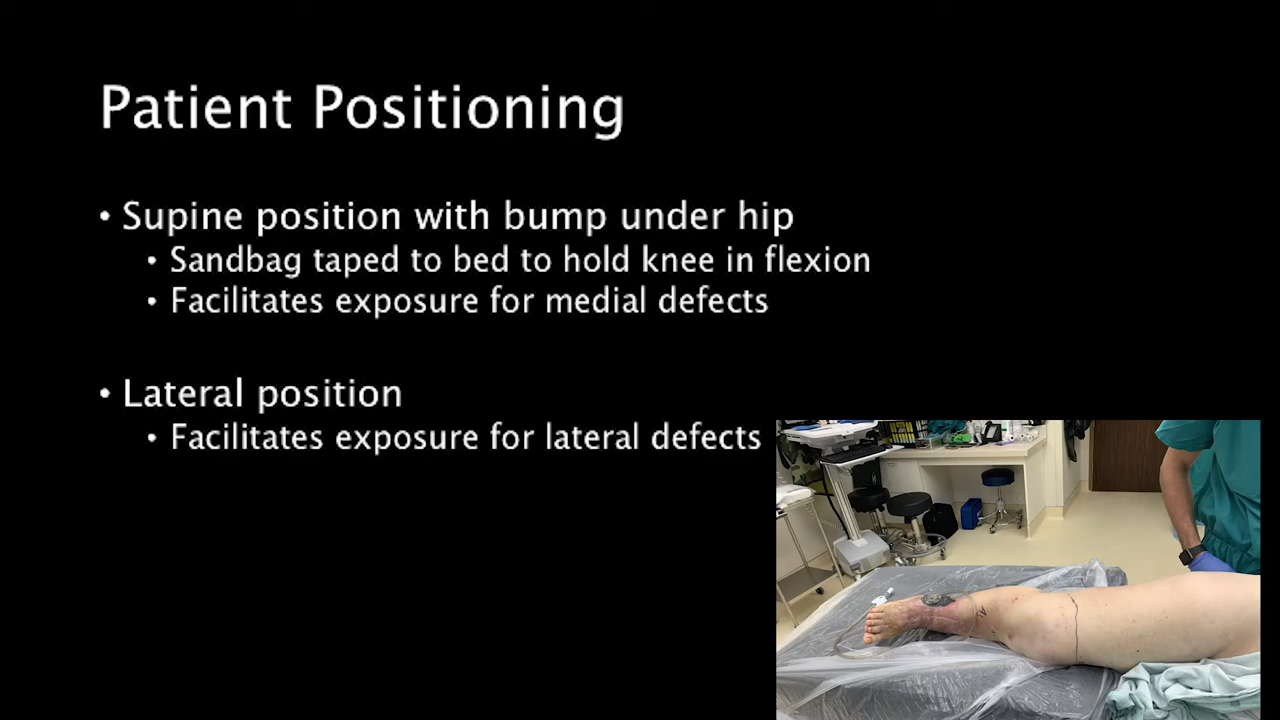 Patient Positioning
• Supine position with bump under hip
• Sandbag taped to bed to hold knee in flexion
• Facilitates exposure for medial defects
• Lateral position
• Facilitates exposure for lateral defects